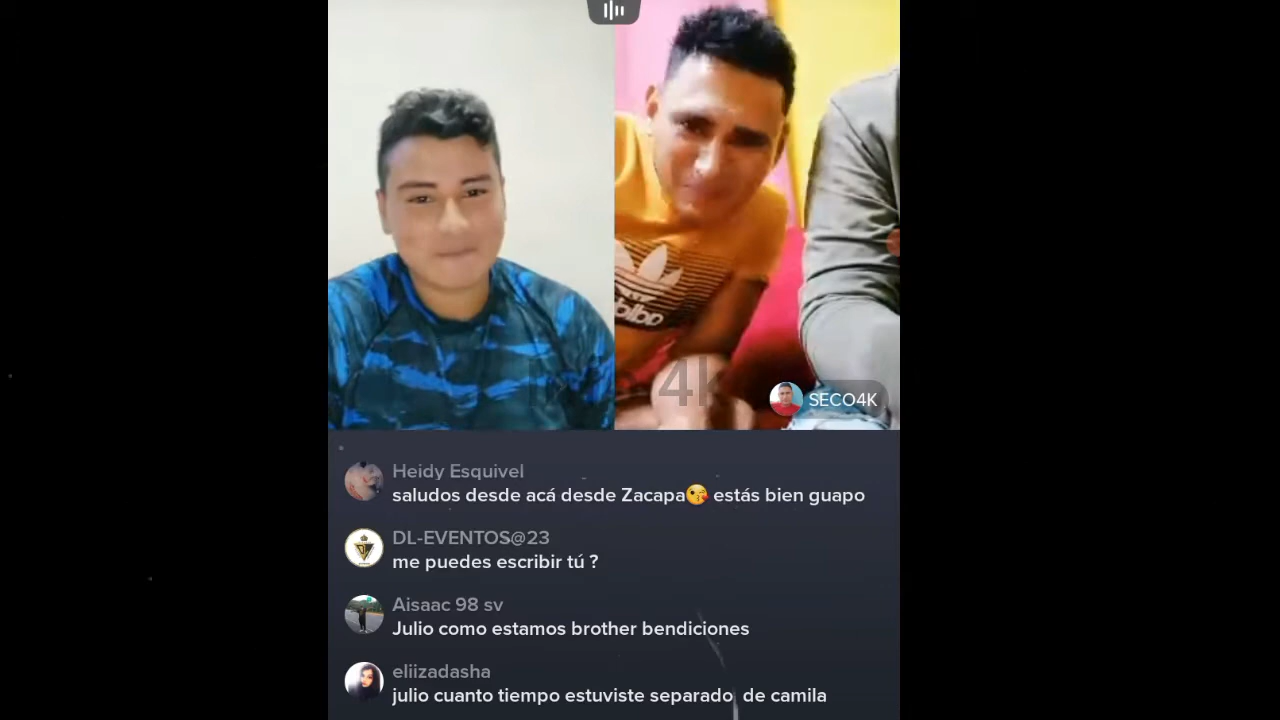 SECO4K
Heidy Esquivel
saludos desde acá desde Zacapa😘 estás bien guapo
DL-EVENTOS@23
me puedes escribir tú ?
Aisaac 98 sv
Julio como estamos brother bendiciones
eliizadasha
julio cuanto tiempo estuviste separado de camila